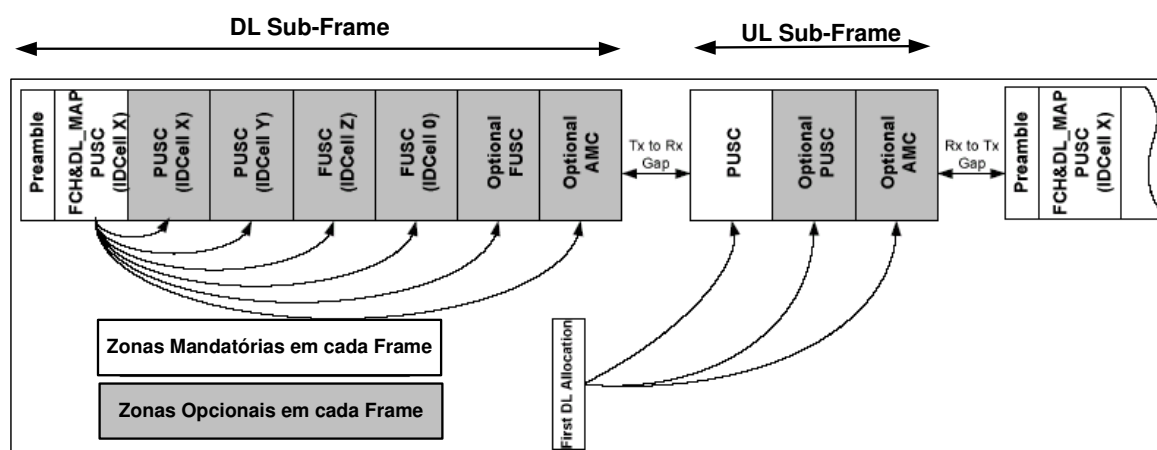 DL Sub-Frame
UL Sub-Frame
Preamble
FCH&DL_MAP
PUSC
(IDCell X)
PUSC
(IDCell X)
PUSC
(IDCell Y)
FUSC
(IDCell Z)
FUSC
(IDCell 0)
Optional
FUSC
Optional
AMC
Tx to Rx
Gap
PUSC
Optional
PUSC
Optional
AMC
Rx to Tx
Gap
Preamble
FCH&DL_MAP
PUSC
(IDCell X)
Zonas Mandatórias em cada Frame
Zonas Opcionais em cada Frame
First DL Allocation